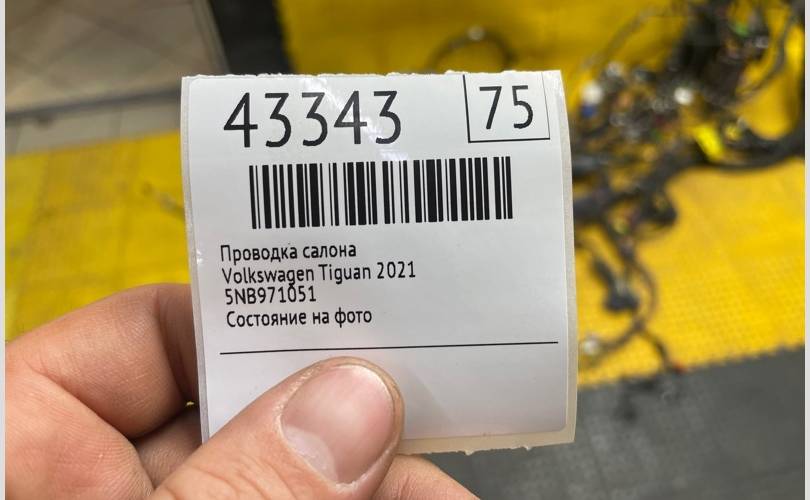 43343 75
Проводка салона
Volkswagen Tiguan 2021
5NB971051
Состояние на фото